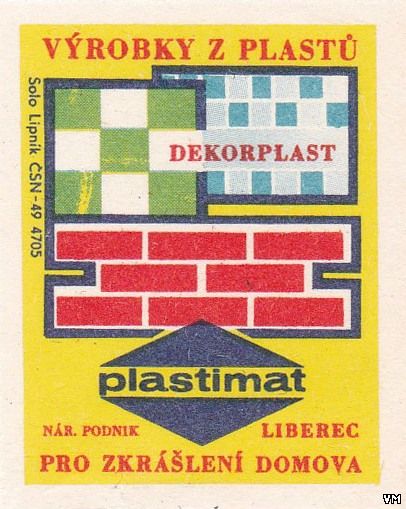 VÝROBKY Z PLASTŮ
Solo Lipník ČSN-49 4705
DEKORPLAST
plastimat
NÁR. PODNIK LIBEREC
PRO ZKRÁŠLENÍ DOMOVA
VM